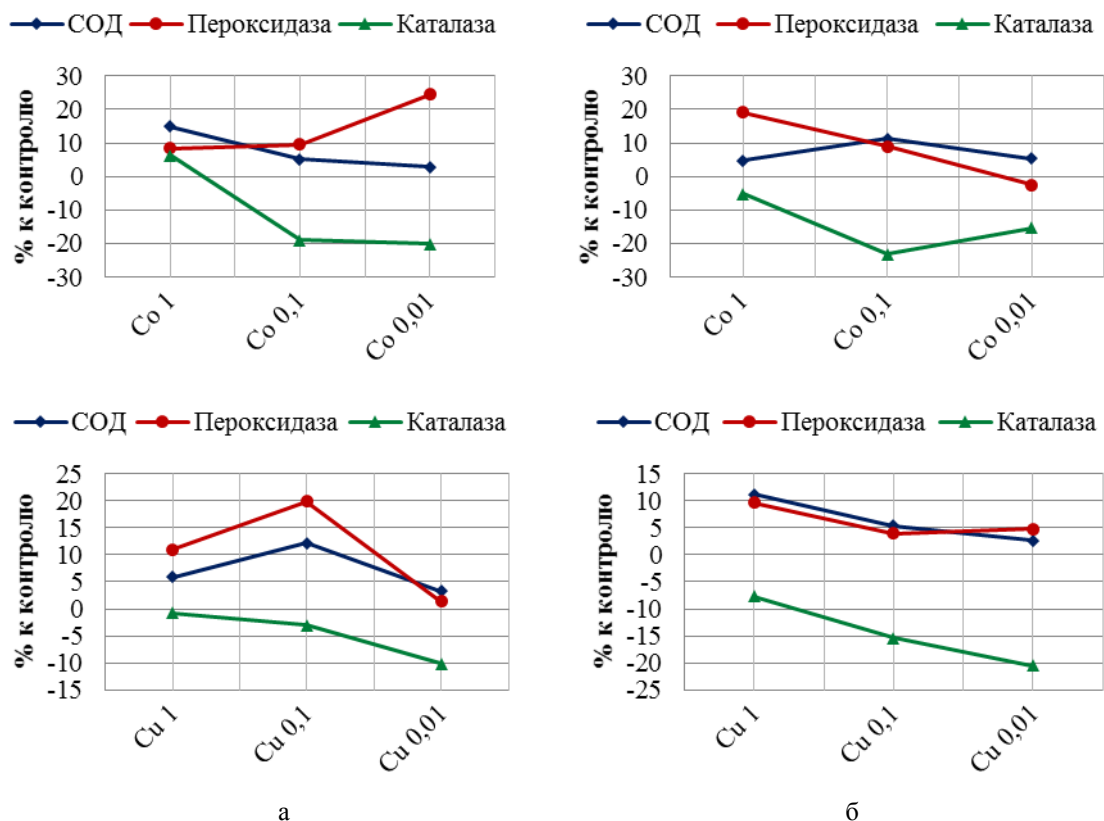 СОД Пероксидаза Каталаза
% к контролю
30
20
10
0
-10
-20
-30
Co 1 Co 0,1 Co 0,01
СОД Пероксидаза Каталаза
% к контролю
30
20
10
0
-10
-20
-30
Co 1 Co 0,1 Co 0,01
СОД Пероксидаза Каталаза
% к контролю
25
20
15
10
5
0
-5
-10
-15
Cu 1 Cu 0,1 Cu 0,01
а
СОД Пероксидаза Каталаза
% к контролю
15
10
5
0
-5
-10
-15
-20
-25
Cu 1 Cu 0,1 Cu 0,01
б